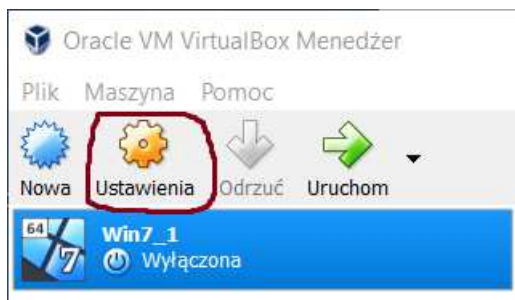 Oracle VM VirtualBox Menedżer
Plik Maszyna Pomoc
Nowa Ustawienia Odrzuć Uruchom
64 Win7_1
7 Wyłączona